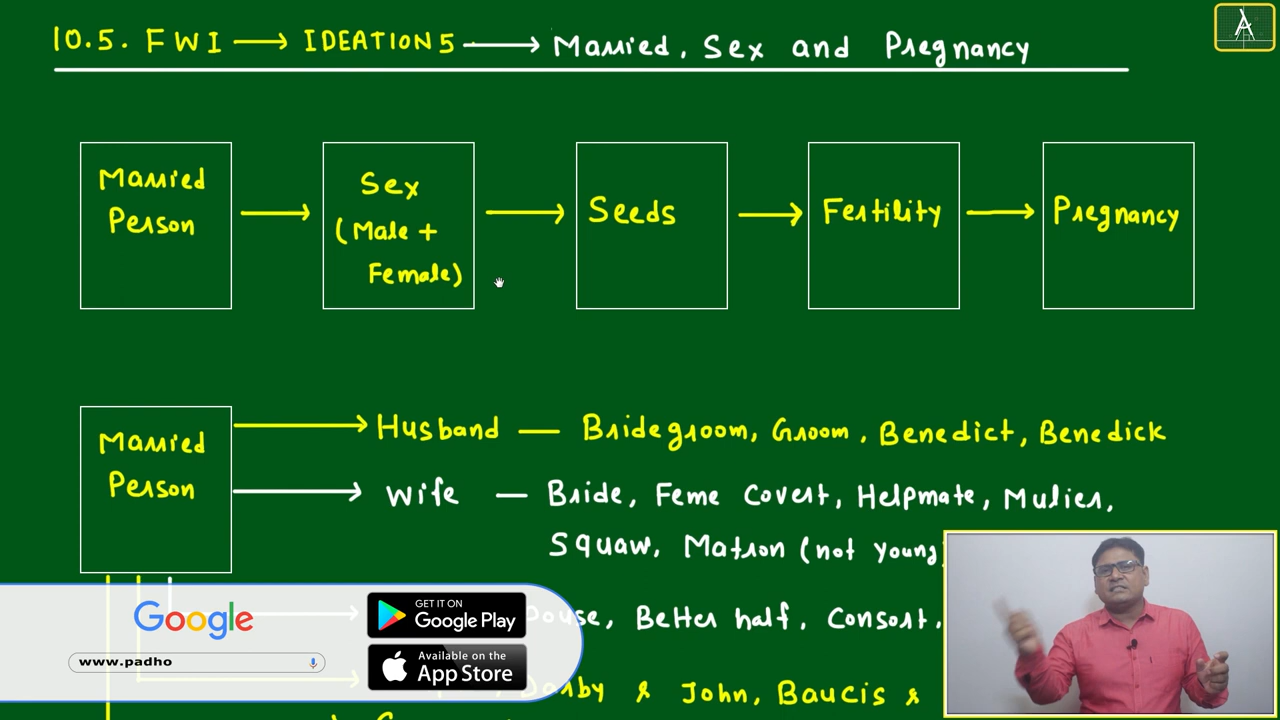 10.5. FWI → IDEATION 5 → Married, Sex and Pregnancy
Married Person → Sex (Male + Female) → Seeds → Fertility → Pregnancy
Married Person
Husband — Bridegroom, Groom, Benedict, Benedick
Wife — Bride, Feme Covert, Helpmate, Mulier,
Squaw, Matron (not young
Better half, Consort,
& John, Baucis &
Google
www.padho
GET IT ON
Google Play
Available on the
App Store